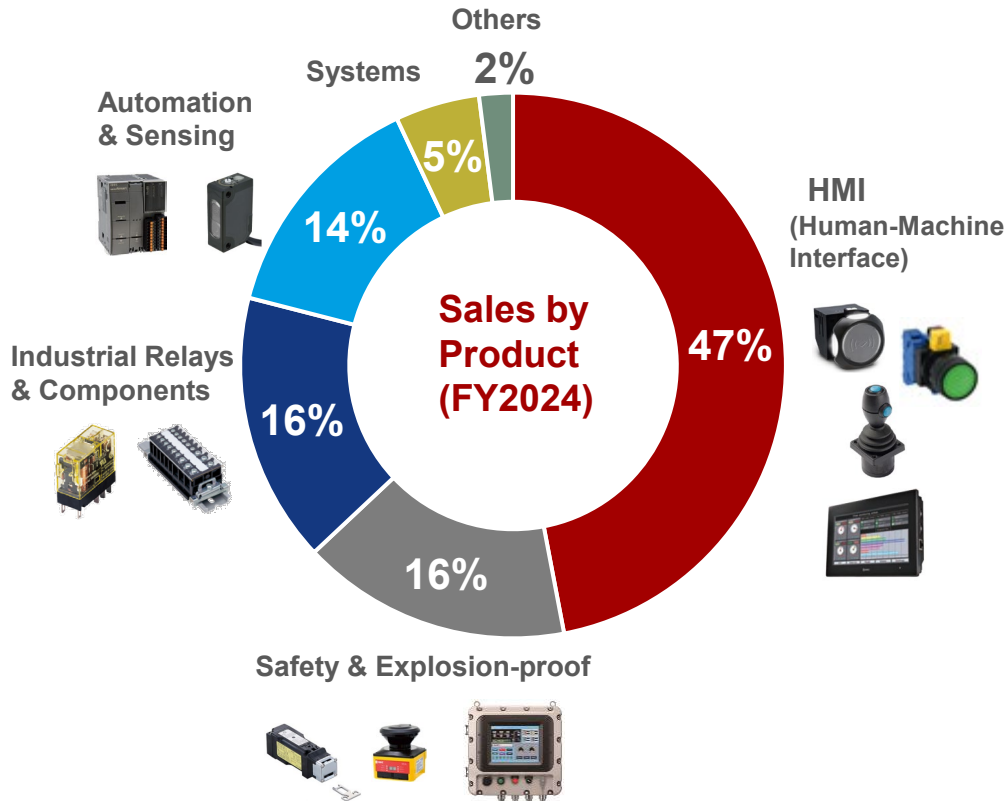 Others
2%
Systems
5%
Automation
& Sensing
14%
HMI
(Human-Machine
Interface)
47%
Sales by
Product
(FY2024)
Industrial Relays
& Components
16%
16%
Safety & Explosion-proof